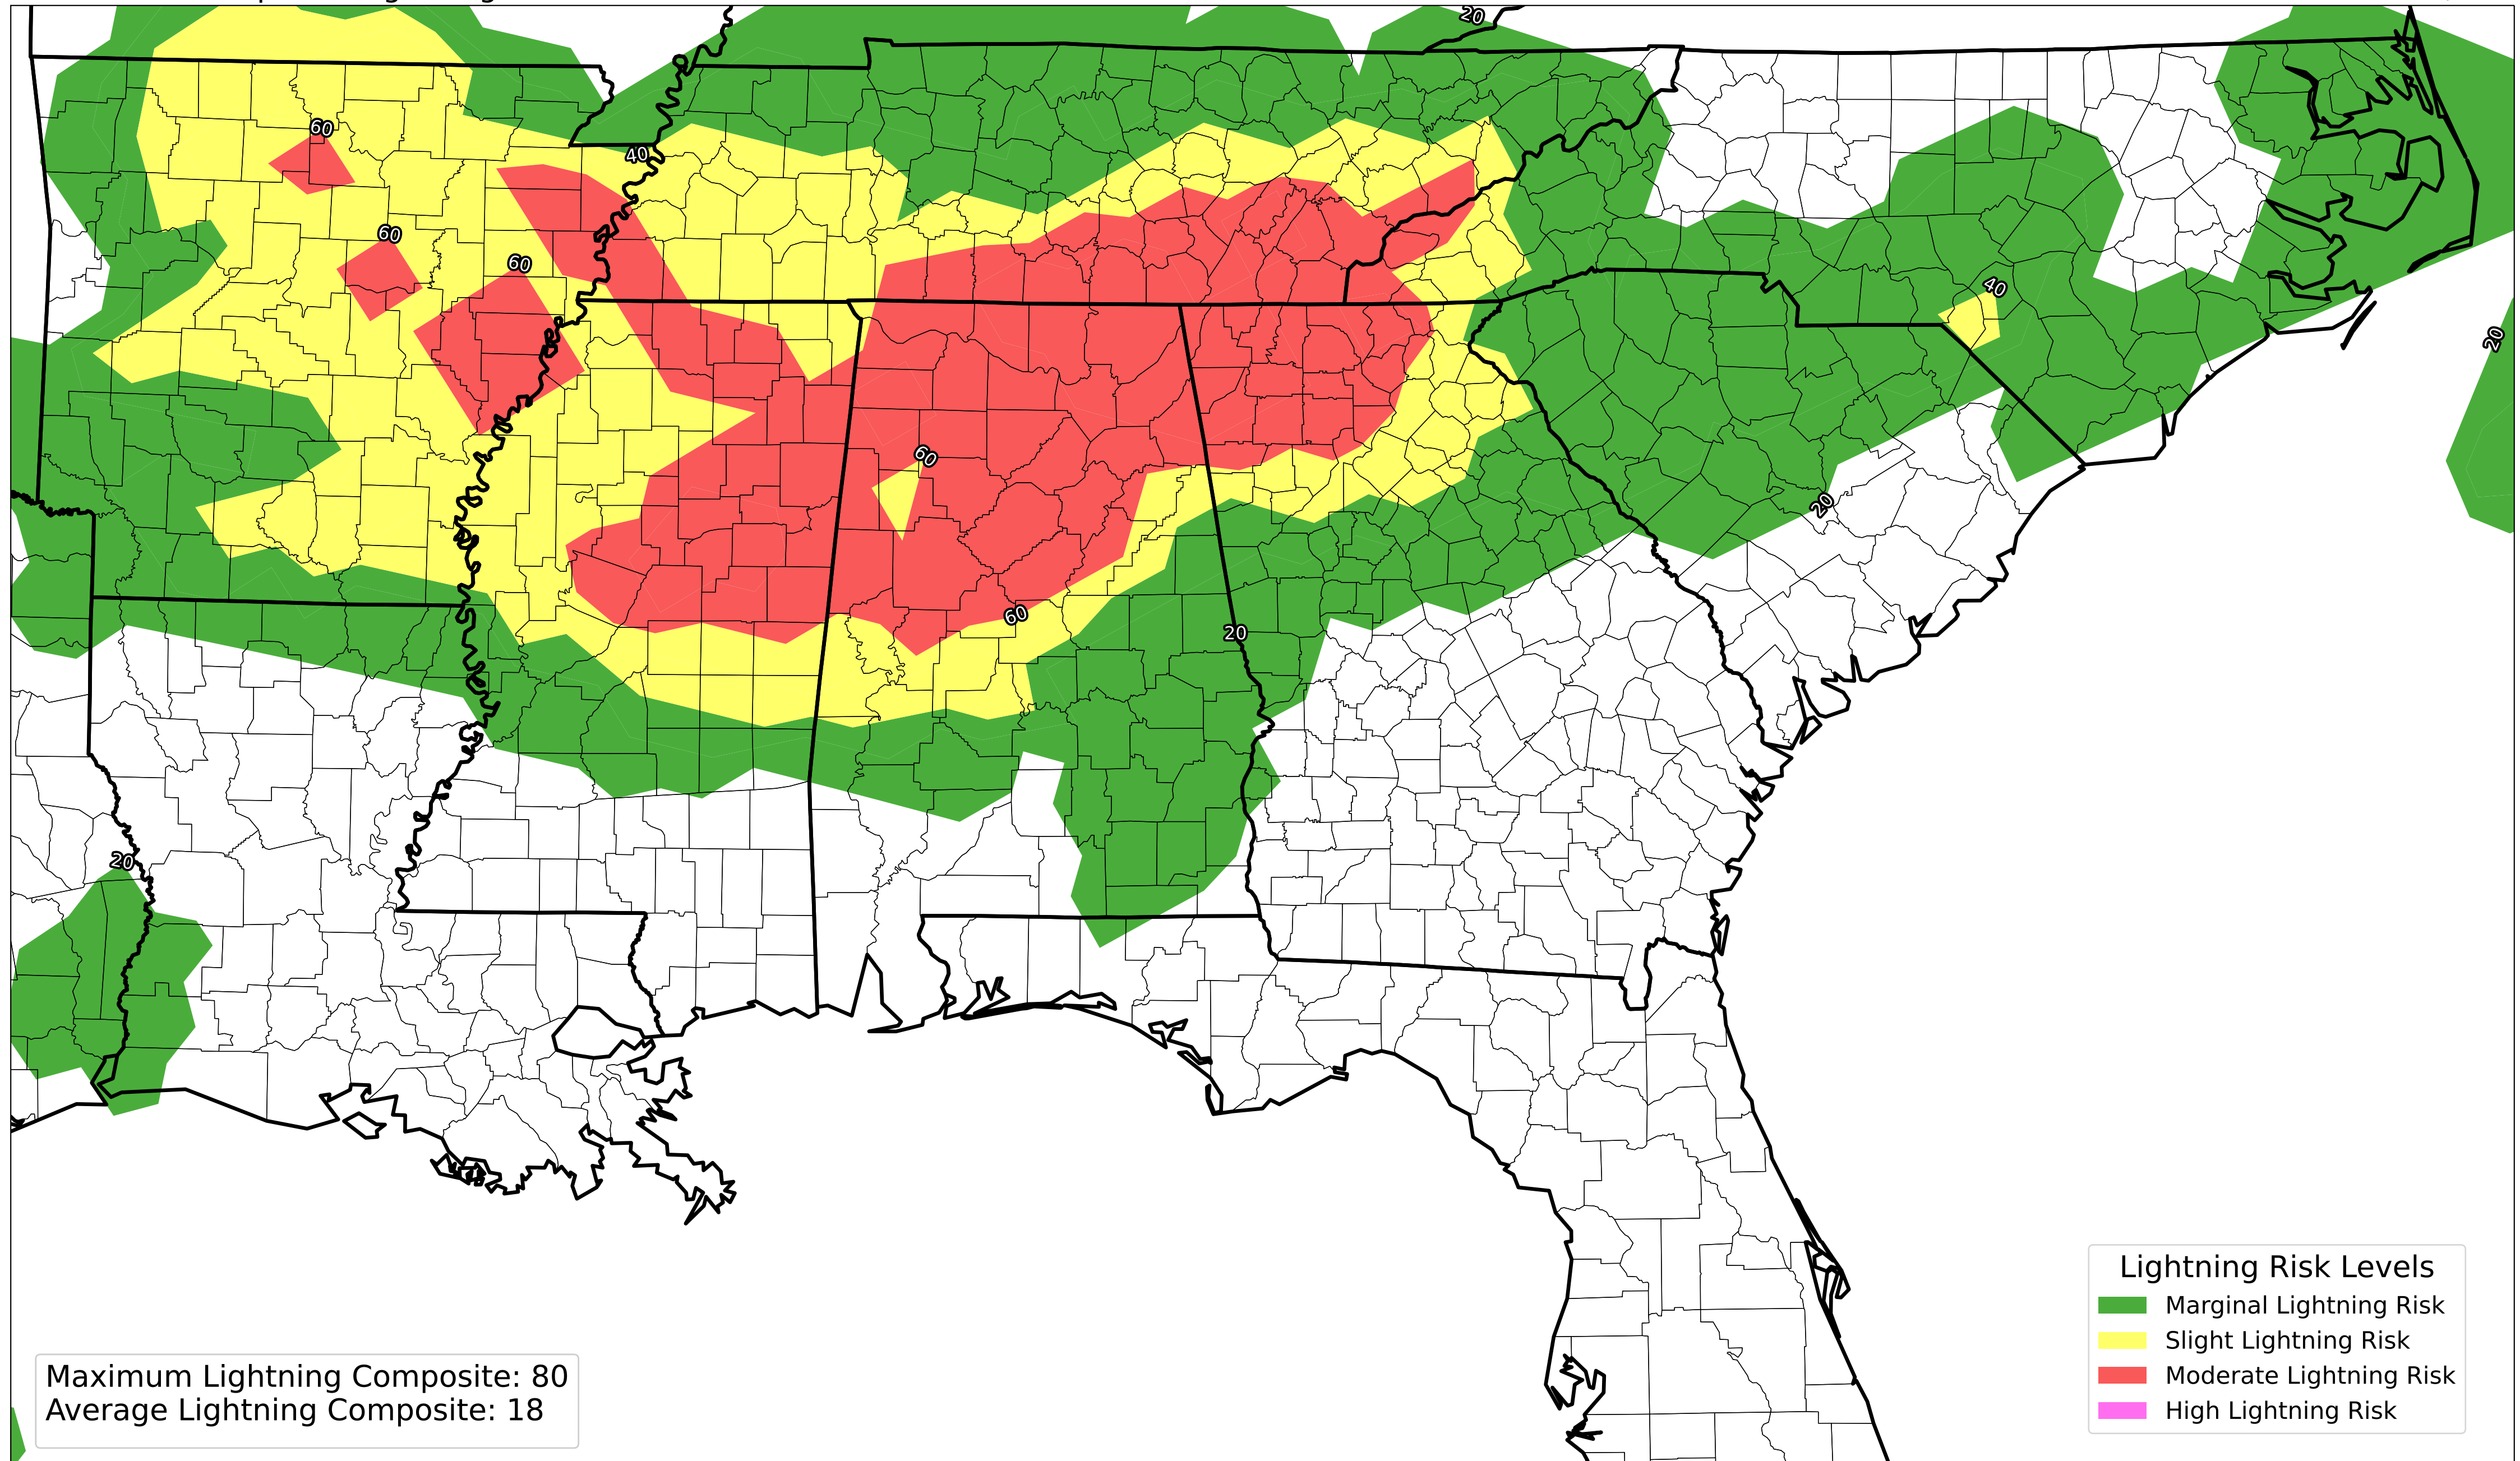 20
60
40
60
60
40
20
60
20
60
20
20
Lightning Risk Levels
Marginal Lightning Risk
Slight Lightning Risk
Moderate Lightning Risk
High Lightning Risk
Maximum Lightning Composite: 80
Average Lightning Composite: 18